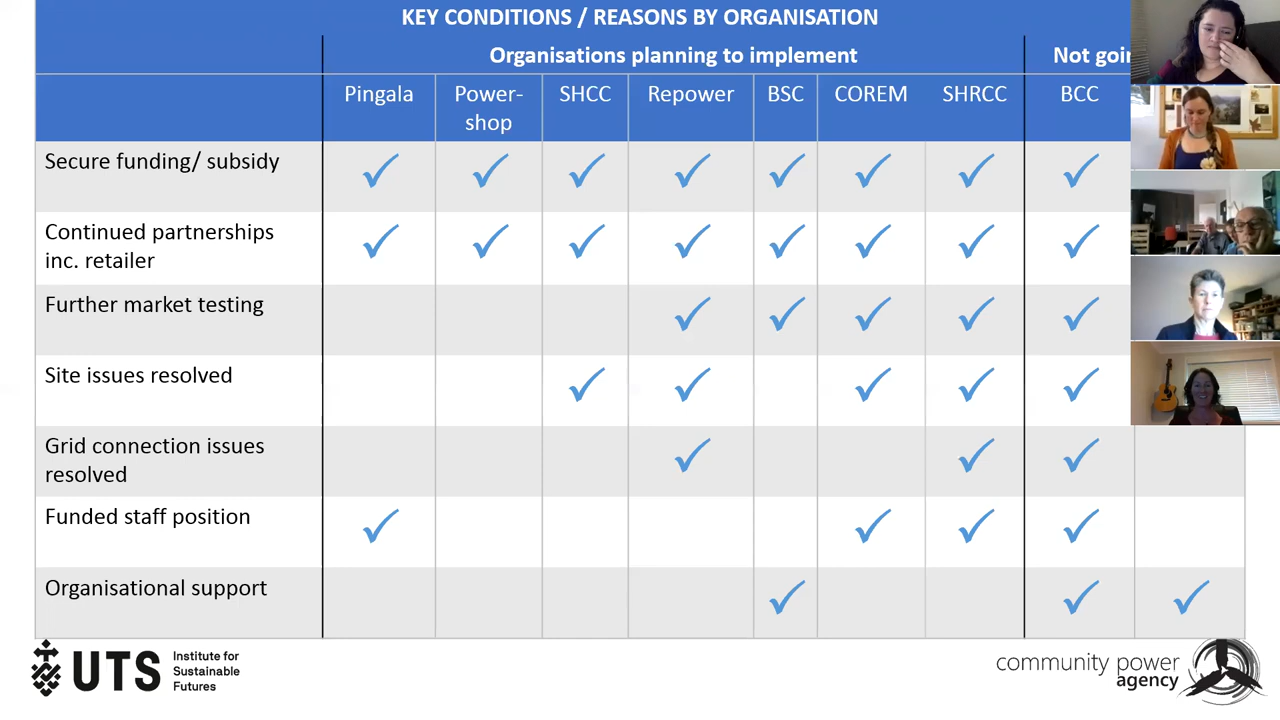 KEY CONDITIONS / REASONS BY ORGANISATION
Organisations planning to implement
Not
Pingala
Power-
shop
SHCC
Repower
BSC
COREM
SHRCC
BCC
Secure funding/ subsidy
Continued partnerships
inc. retailer
Further market testing
Site issues resolved
Grid connection issues
resolved
Funded staff position
Organisational support
UTS
Institute for
Sustainable
Futures
community power
agency